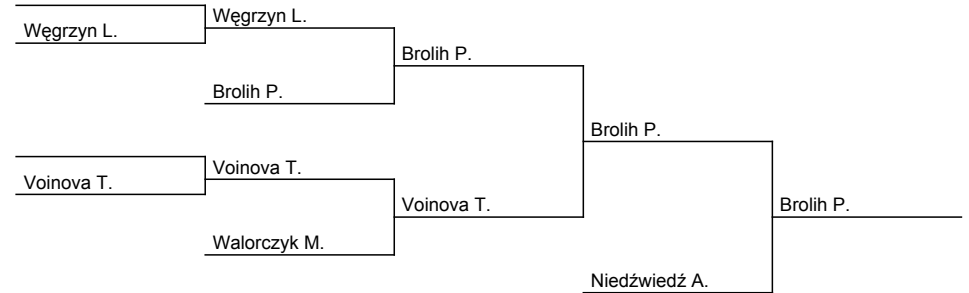 Węgrzyn L.
Węgrzyn L.
Brolih P.
Brolih P.
Brolih P.
Voinova T.
Voinova T.
Voinova T.
Brolih P.
Walorczyk M.
Niedźwiedź A.